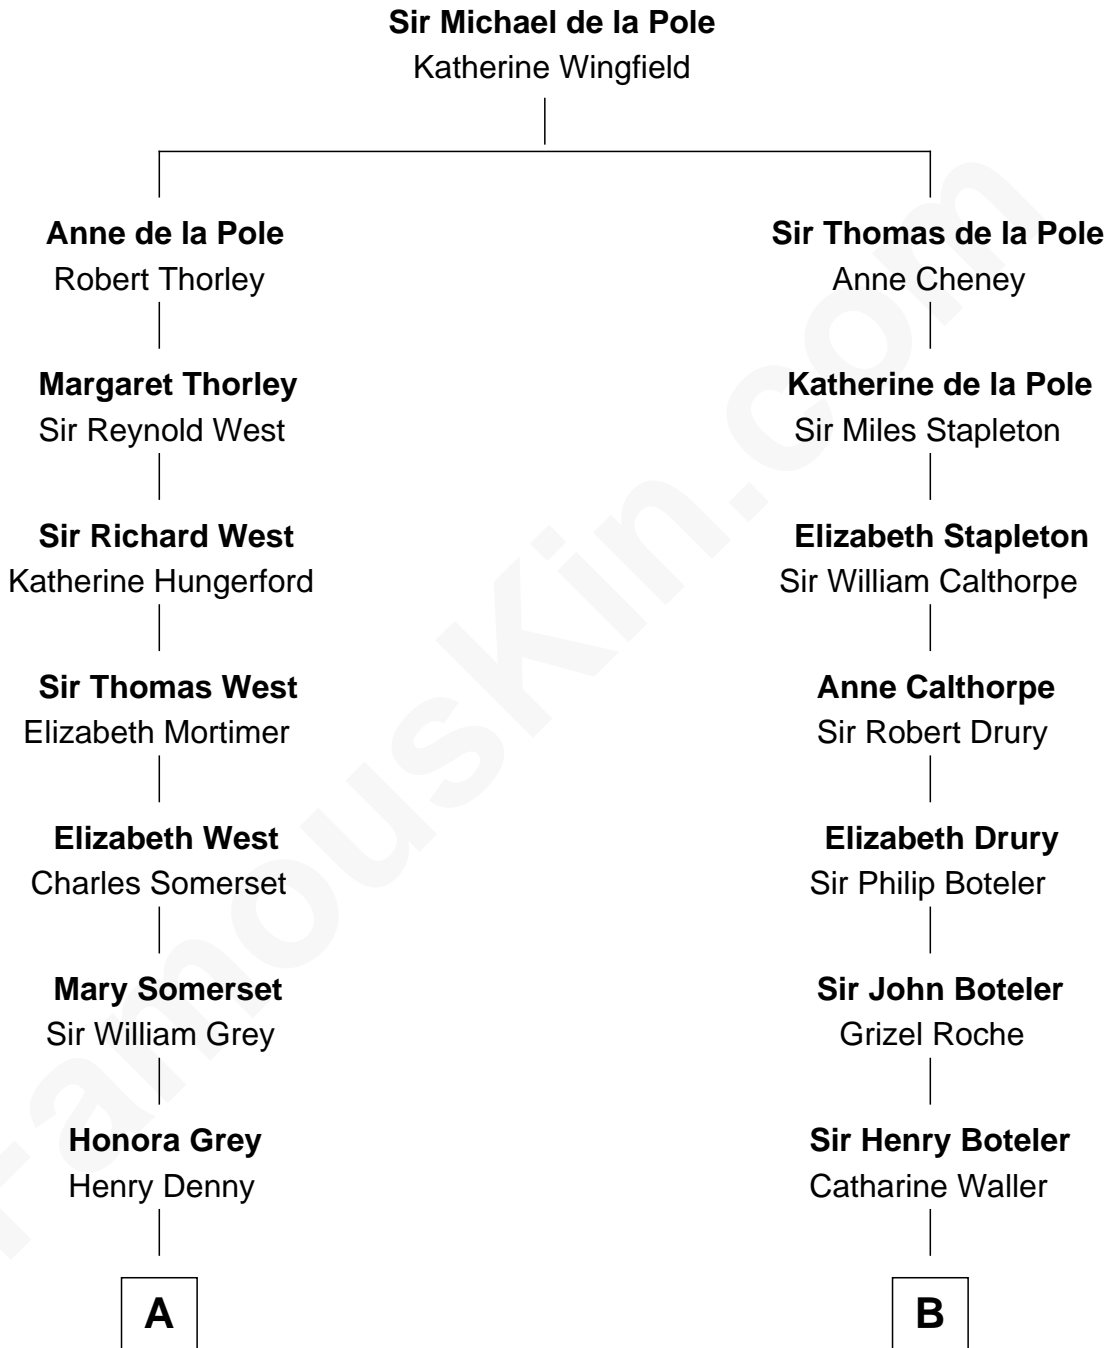 Sir Michael de la Pole
Katherine Wingfield
Anne de la Pole
Robert Thorley
Margaret Thorley
Sir Reynold West
Sir Richard West
Katherine Hungerford
Sir Thomas West
Elizabeth Mortimer
Elizabeth West
Charles Somerset
Mary Somerset
Sir William Grey
Honora Grey
Henry Denny
A
Sir Thomas de la Pole
Anne Cheney
Katherine de la Pole
Sir Miles Stapleton
Elizabeth Stapleton
Sir William Calthorpe
Anne Calthorpe
Sir Robert Drury
Elizabeth Drury
Sir Philip Boteler
Sir John Boteler
Grizel Roche
Sir Henry Boteler
Catharine Waller
B
FamousKin.com